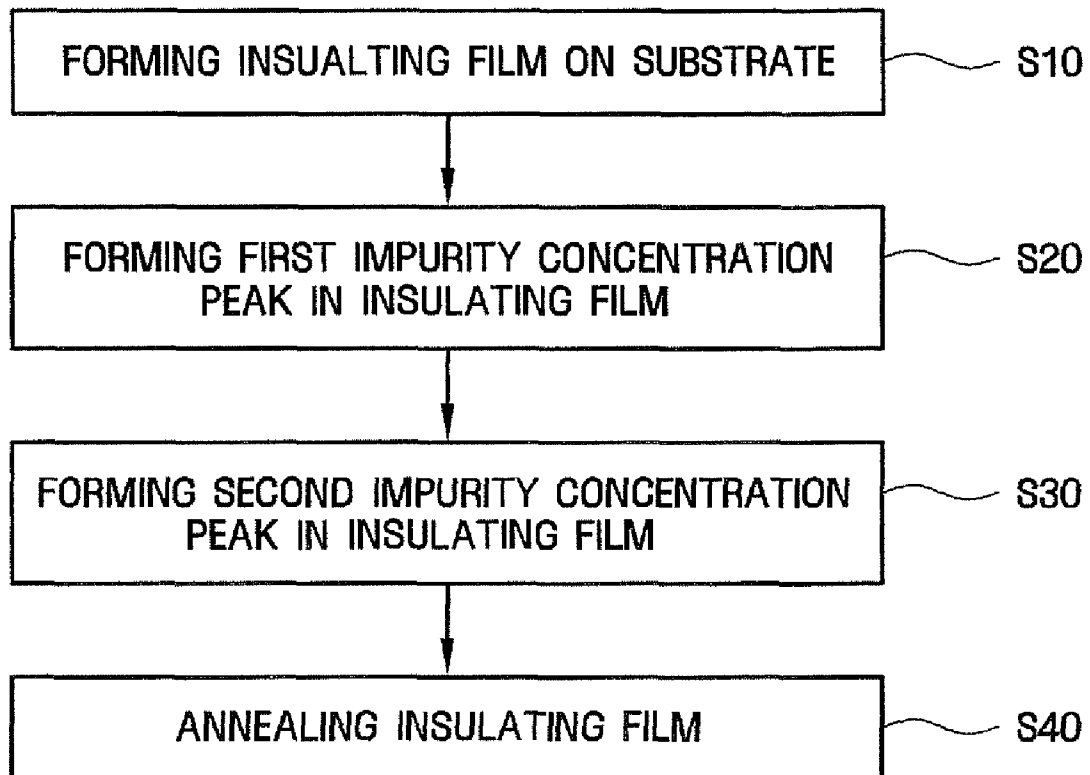 FORMING INSUALTING FILM ON SUBSTRATE
S10
FORMING FIRST IMPURITY CONCENTRATION
PEAK IN INSULATING FILM
S20
FORMING SECOND IMPURITY CONCENTRATION
PEAK IN INSULATING FILM
S30
ANNEALING INSULATING FILM
S40